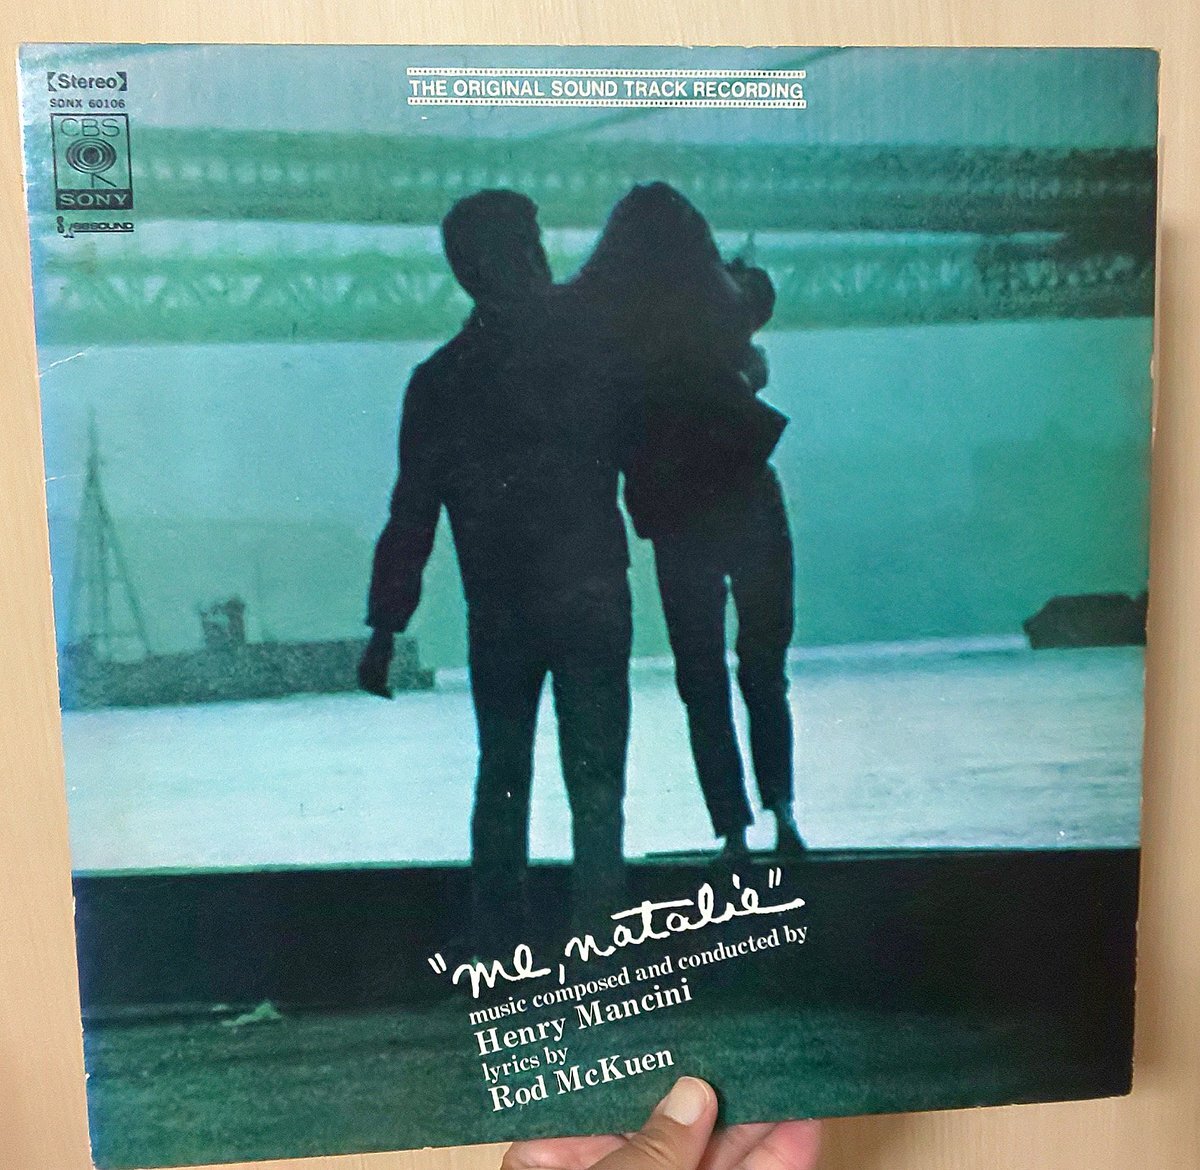 【Stereo】
SONX 60106
CBS
SONY
THE ORIGINAL SOUND TRACK RECORDING
"me, natalie"
music composed and conducted by
Henry Mancini
lyrics by
Rod McKuen